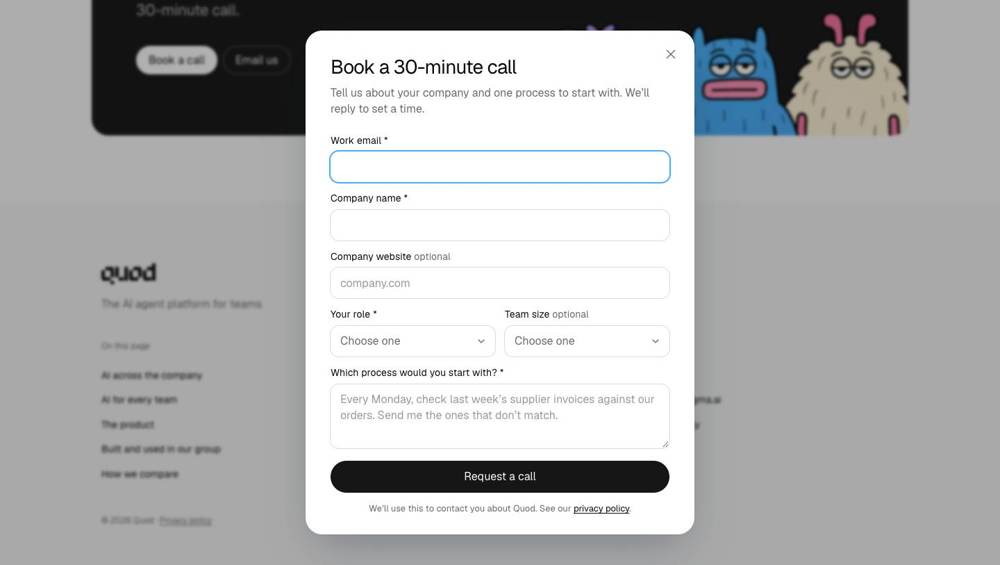 30-minute call.
Book a call
Email us
Book a 30-minute call
Tell us about your company and one process to start with. We'll
reply to set a time.
Work email *
Company name *
Company website optional
company.com
Your role *
Team size optional
Choose one
Choose one
Which process would you start with? *
Every Monday, check last week's supplier invoices against our
orders. Send me the ones that don't match.
Request a call
We'll use this to contact you about Quod. See our privacy policy.
quod
The AI agent platform for teams
On this page
AI across the company
AI for every team
The product
Built and used in our group
How we compare
© 2026 Quod · Privacy policy